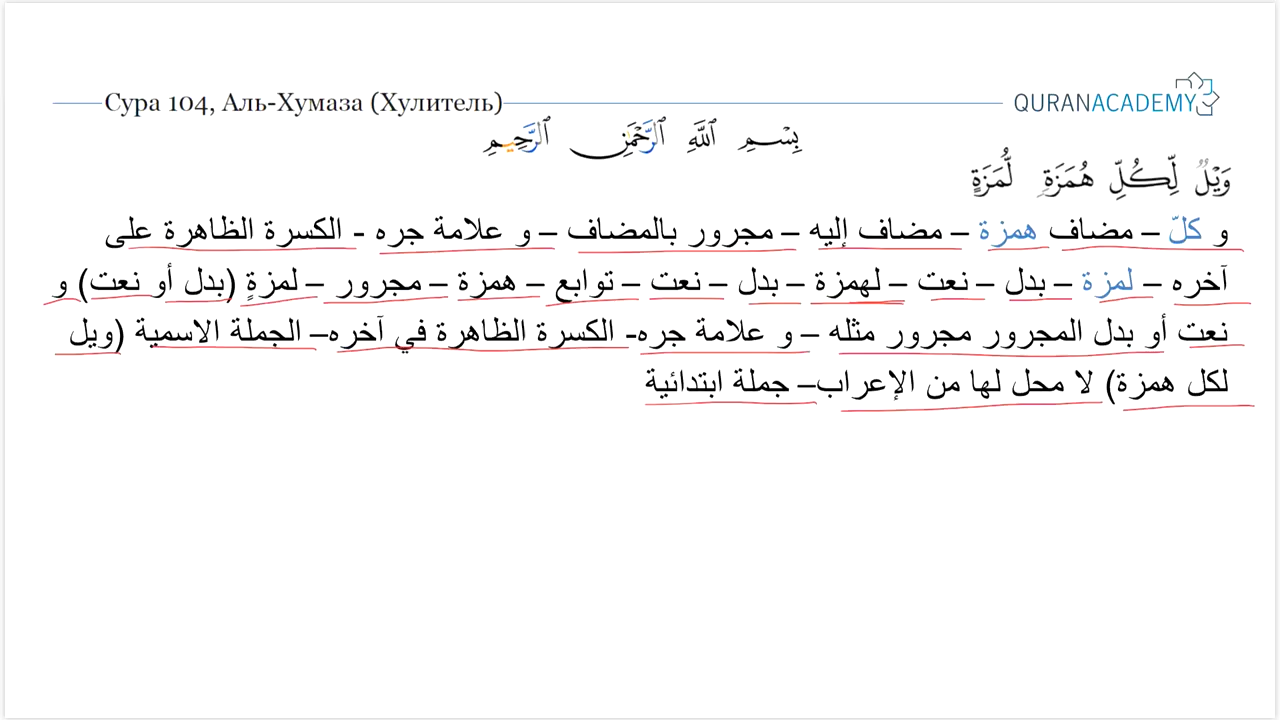 Сура 104, Аль-Хумаза (Хулитель)
QURANACADEMY
بِسْمِ ٱللَّهِ ٱلرَّحْمَٰنِ ٱلرَّحِيمِ
وَيْلٌ لِّكُلِّ هُمَزَةٍ لُّمَزَةٍ
و كلّ – مضاف همزة – مضاف إليه – مجرور بالمضاف – و علامة جره - الكسرة الظاهرة على
آخره – لمزة – بدل – نعت – لهمزة – بدل – نعت – توابع – همزة – مجرور – لمزةٍ (بدل أو نعت) و
نعت أو بدل المجرور مجرور مثله – و علامة جره- الكسرة الظاهرة في آخره– الجملة الاسمية (ويل
لكل همزة) لا محل لها من الإعراب– جملة ابتدائية